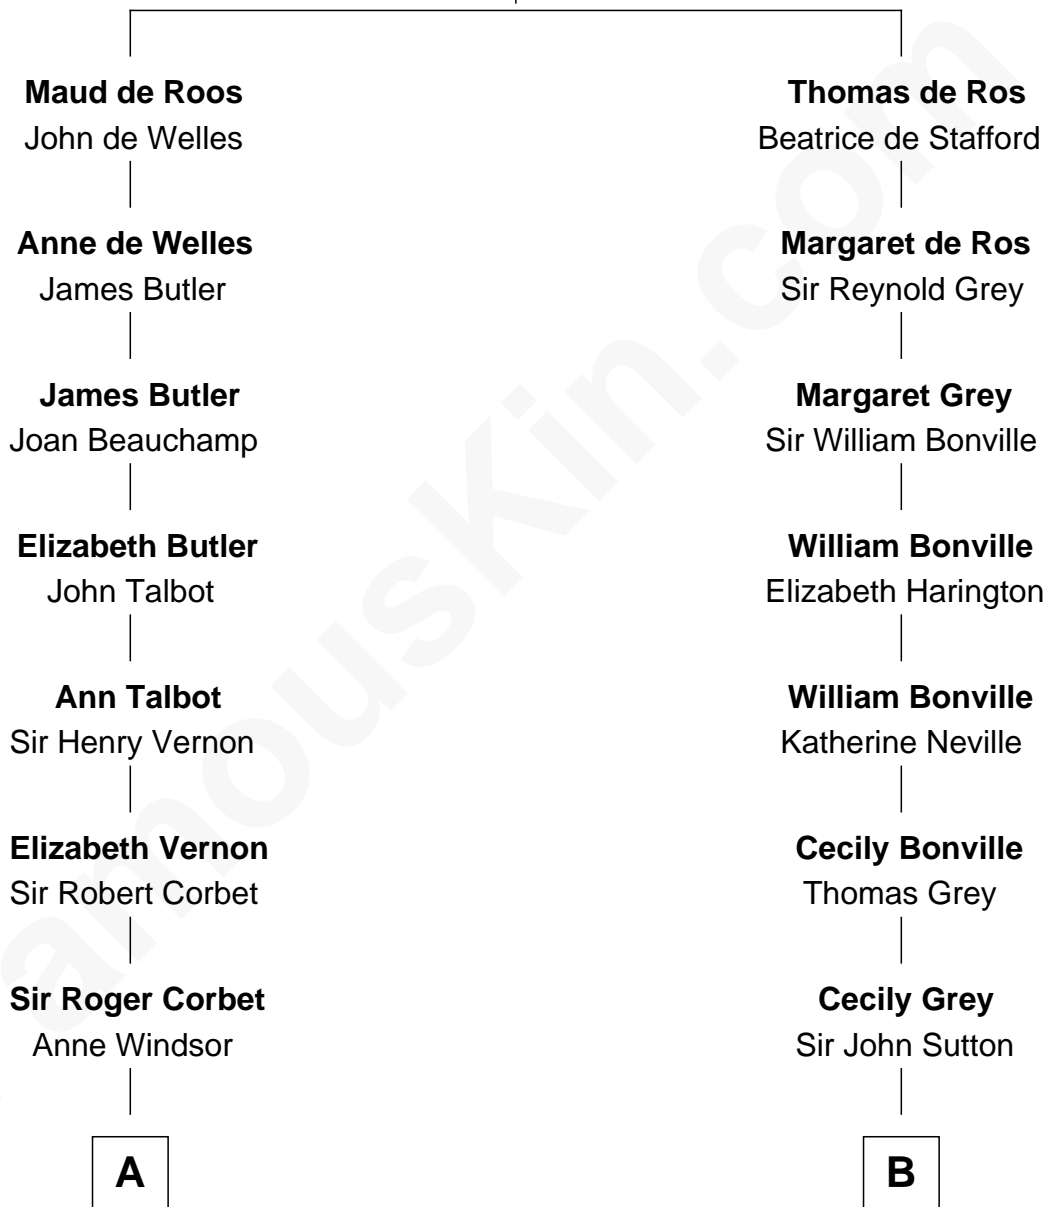 Maud de Roos
John de Welles
Thomas de Ros
Beatrice de Stafford
Anne de Welles
James Butler
Margaret de Ros
Sir Reynold Grey
James Butler
Joan Beauchamp
Margaret Grey
Sir William Bonville
Elizabeth Butler
John Talbot
William Bonville
Elizabeth Harington
Ann Talbot
Sir Henry Vernon
William Bonville
Katherine Neville
Elizabeth Vernon
Sir Robert Corbet
Cecily Bonville
Thomas Grey
Sir Roger Corbet
Anne Windsor
Cecily Grey
Sir John Sutton
A
B
amouskin.com